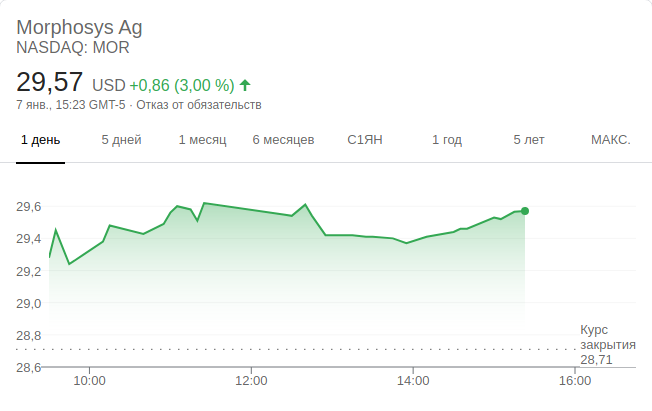 Morphosys Ag
NASDAQ: MOR
29,57 USD +0,86 (3,00 %)
7 янв., 15:23 GMT-5 · Отказ от обязательств
1 день 5 дней 1 месяц 6 месяцев С1ЯН 1 год 5 лет МАКС.
29,6
29,4
29,2
29,0
28,8
28,6
Курс
закрытия
28,71
10:00 12:00 14:00 16:00